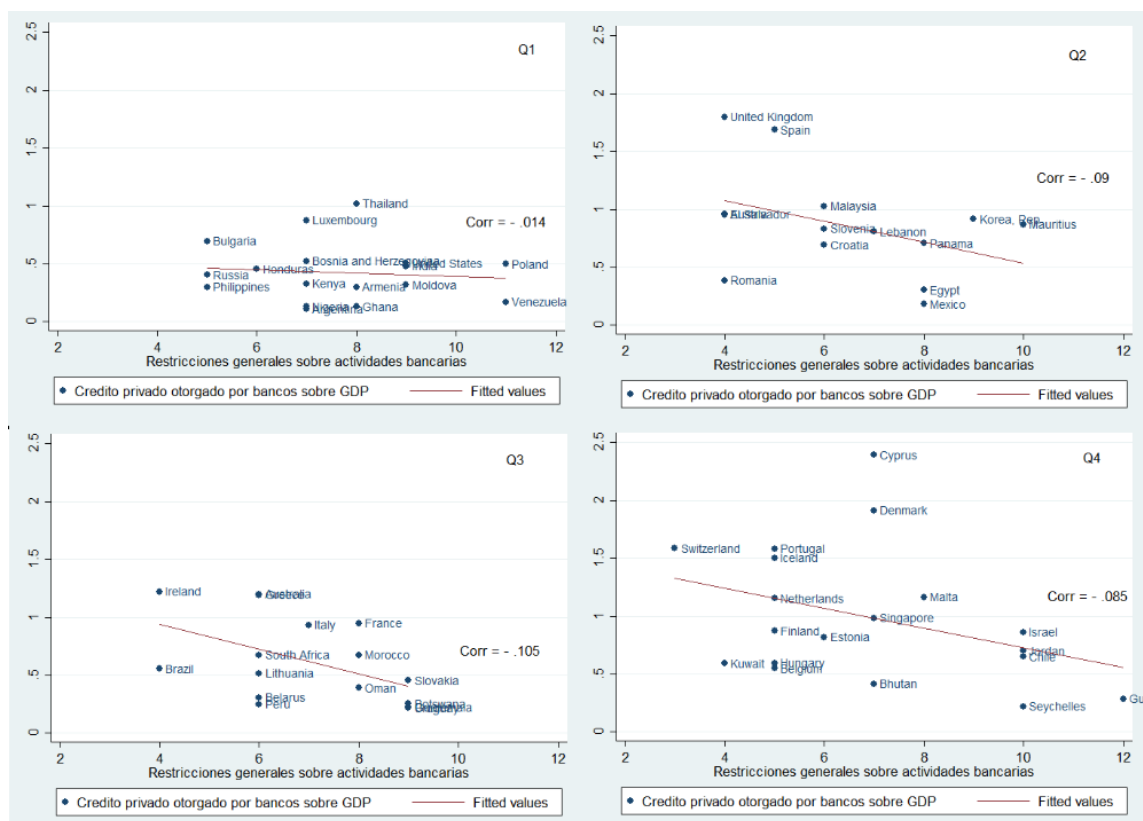 Q1
2.5
2
1.5
1
.5
0
Thailand
Luxembourg
Corr = - .014
Bulgaria
Bosnia and Herzegovina
States
India
Poland
Honduras
Russia
Philippines
Kenya
Armenia
Moldova
Venezuela
Nigeria
Argentina
Ghana
2 4 6 8 10 12
Restricciones generales sobre actividades bancarias
Credito privado otorgado por bancos sobre GDP Fitted values
Q2
2.5
2
1.5
1
.5
0
United Kingdom
Spain
Corr = - .09
Malaysia
Korea, Rep.
Mauritius
Slovenia
Lebanon
Croatia
Panama
Romania
Egypt
Mexico
2 4 6 8 10 12
Restricciones generales sobre actividades bancarias
Credito privado otorgado por bancos sobre GDP Fitted values
Q3
2.5
2
1.5
1
.5
0
Ireland
Australia
Italy
France
Corr = - .105
South Africa
Morocco
Brazil
Lithuania
Slovakia
Oman
Belarus
Peru
Botswana
2 4 6 8 10 12
Restricciones generales sobre actividades bancarias
Credito privado otorgado por bancos sobre GDP Fitted values
Q4
2.5
2
1.5
1
.5
0
Cyprus
Denmark
Switzerland
Portugal
Iceland
Netherlands
Malta
Corr = - .085
Singapore
Finland
Estonia
Israel
Jordan
Chile
Kuwait
Hungary
Belgium
Bhutan
Seychelles
Gu
2 4 6 8 10 12
Restricciones generales sobre actividades bancarias
Credito privado otorgado por bancos sobre GDP Fitted values